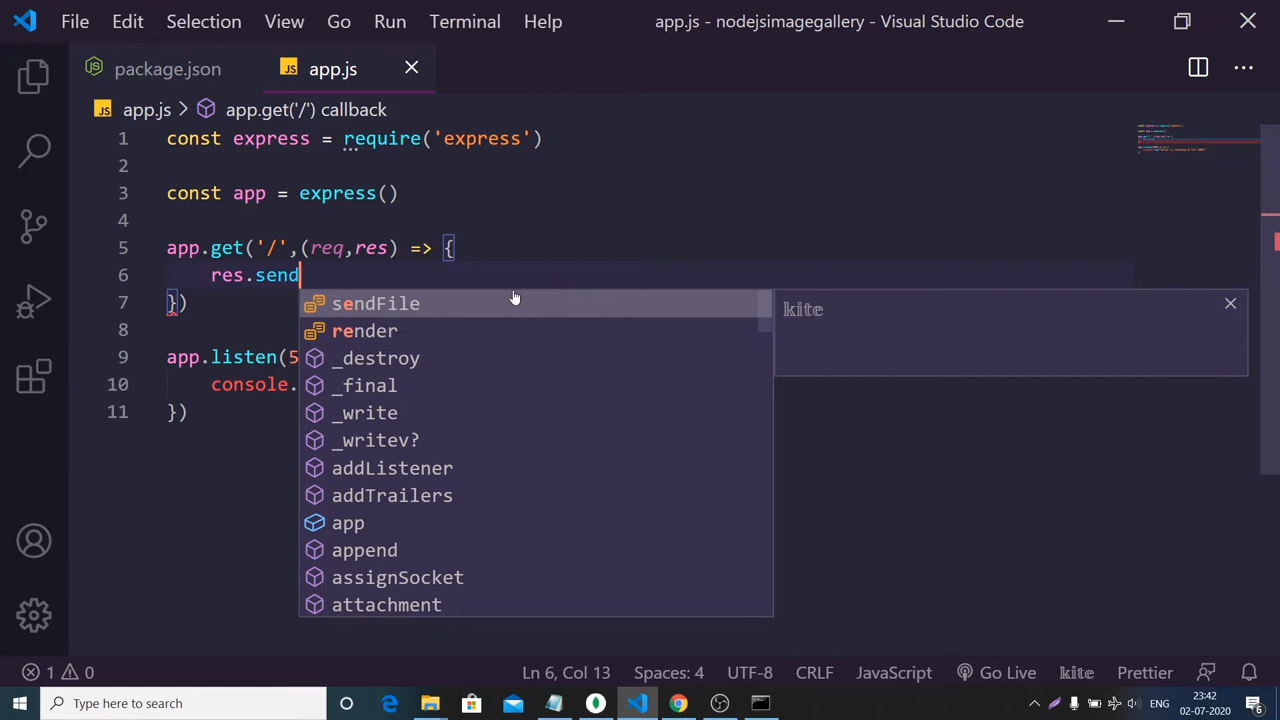 File Edit Selection View Go Run Terminal Help app.js - nodejsimagegallery - Visual Studio Code
package.json JS app.js
JS app.js > app.get('/') callback
1 const express = require('express')
2
3 const app = express()
4
5 app.get('/',(req,res) => {
6 res.send
7 })
8
9 app.listen(5
10 console.
11 })
sendFile
render
_destroy
_final
_write
_writev?
addListener
addTrailers
app
append
assignSocket
attachment
kite
1 0 Ln 6, Col 13 Spaces: 4 UTF-8 CRLF JavaScript Go Live kite Prettier
Type here to search
23:42
02-07-2020
6